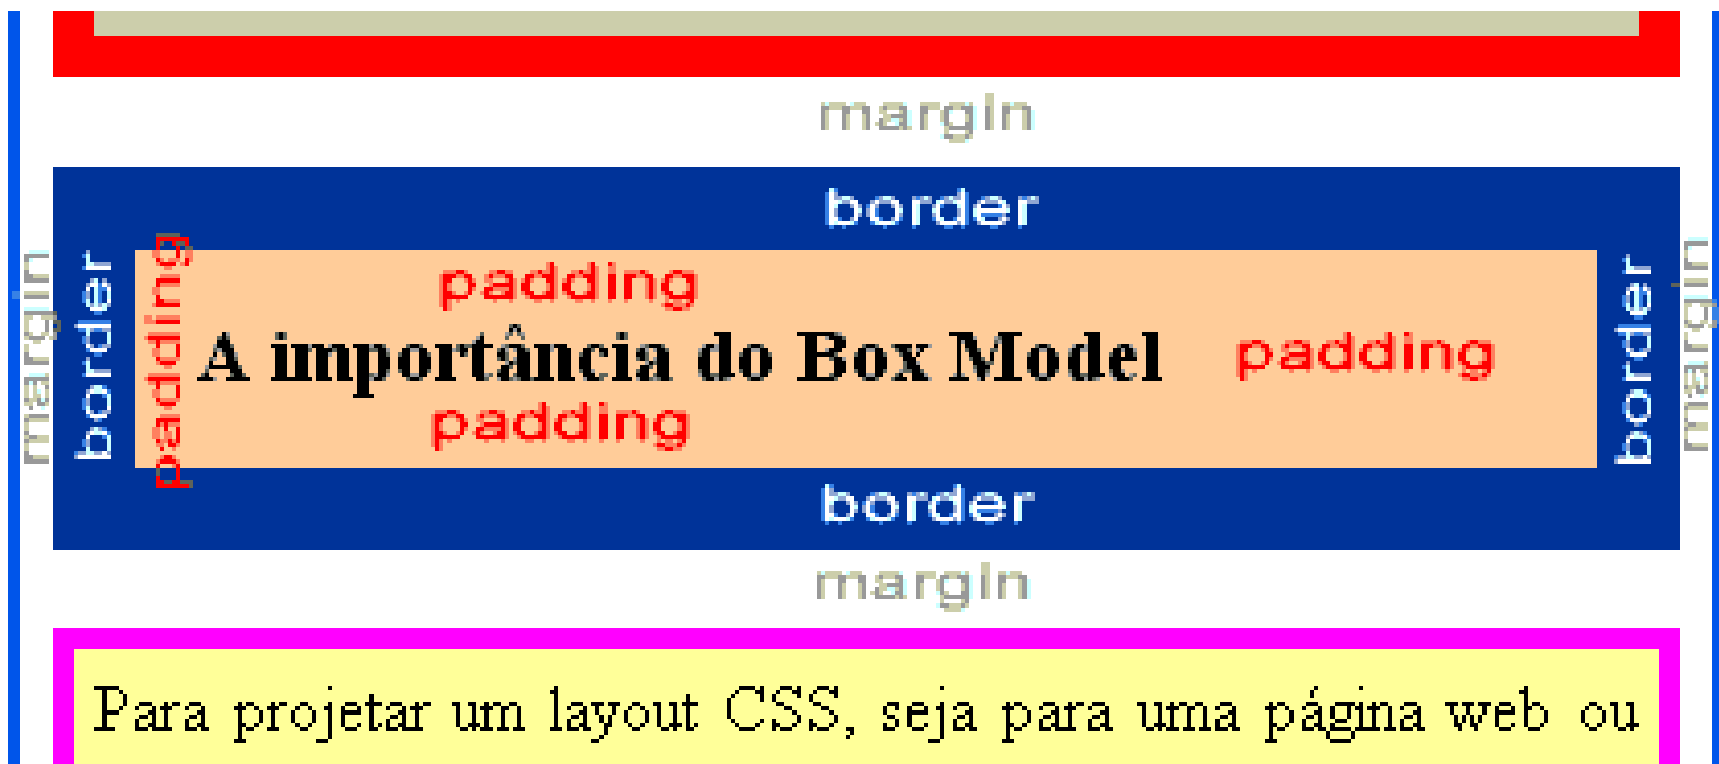 margin
border
padding
margin
border
padding
A importância do Box Model
padding
border
margin
padding
border
margin
Para projetar um layout CSS, seja para uma página web ou